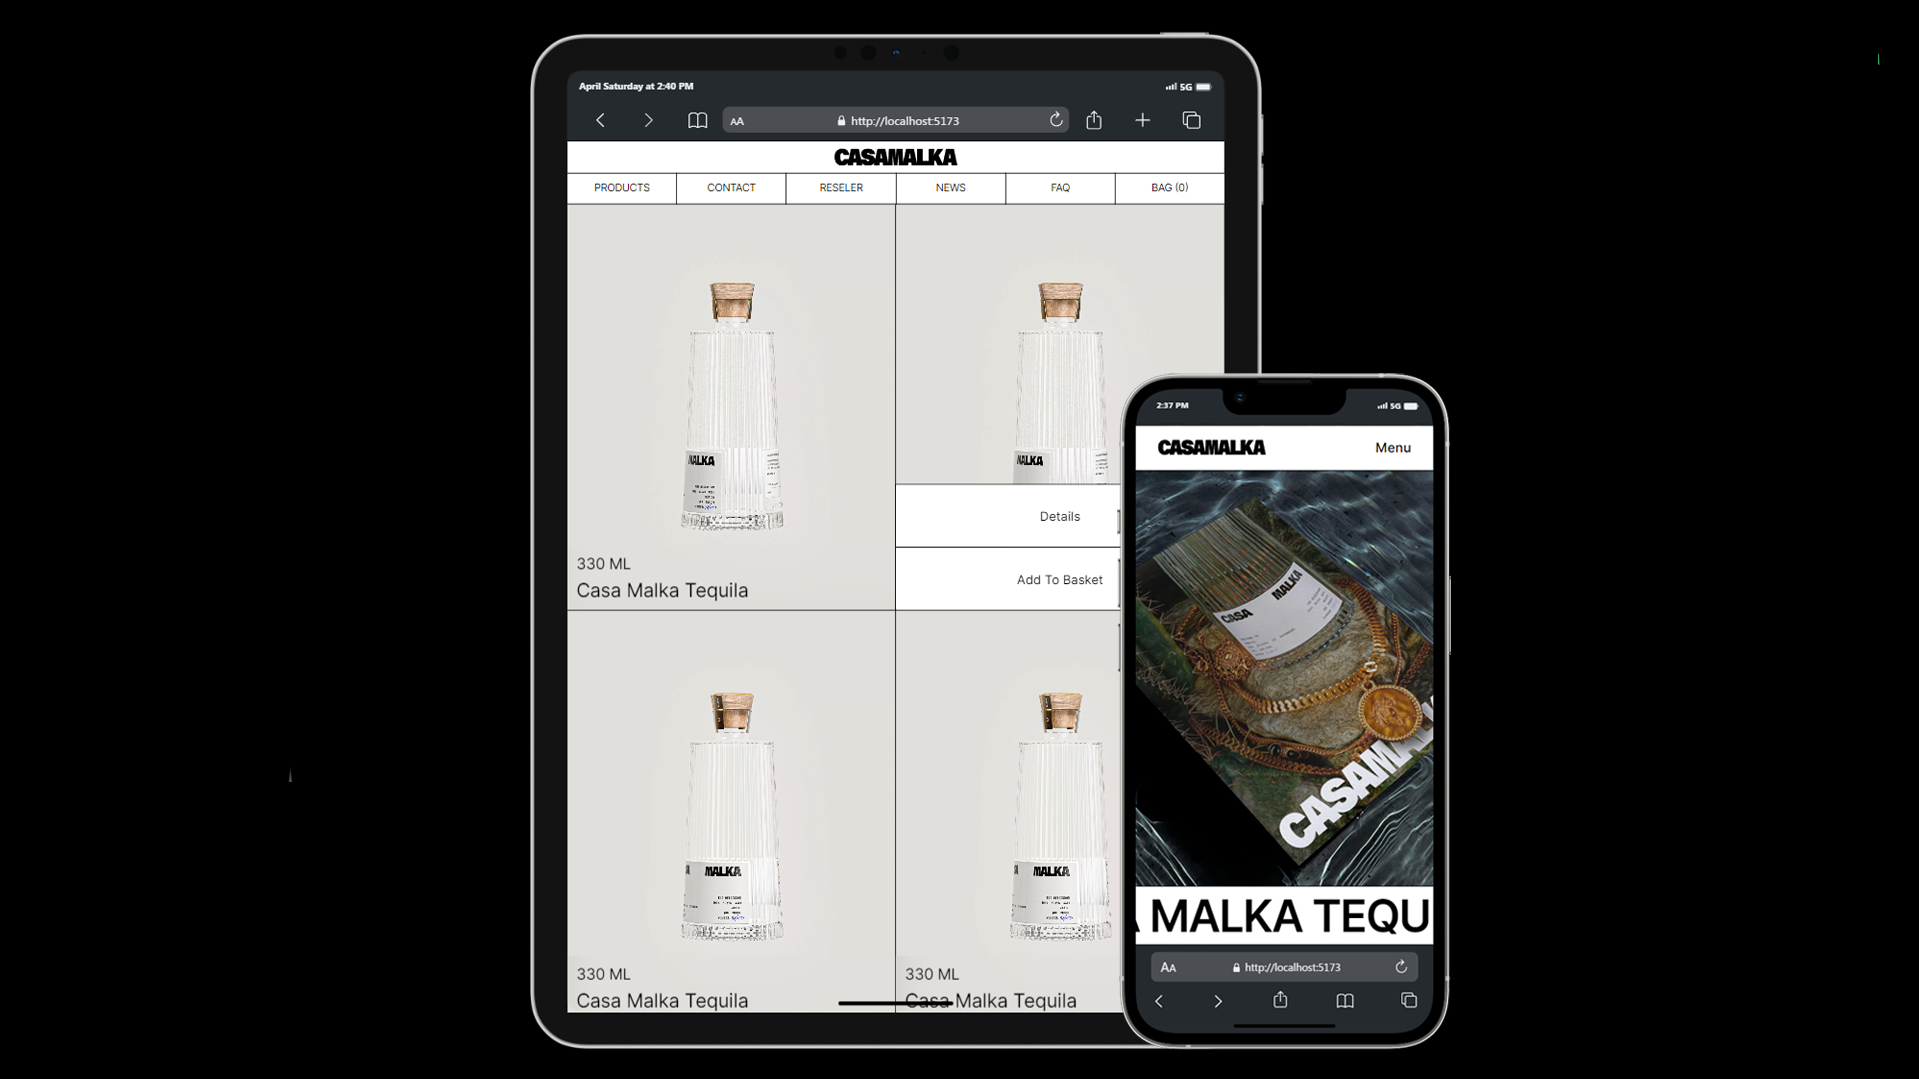 April Saturday at 2:40 PM
5G
AA
http://localhost:5173
CASAMALKA
PRODUCTS
CONTACT
RESELER
NEWS
FAQ
BAG (0)
MALKA
330 ML
Casa Malka Tequila
MALKA
Details
Add To Basket
MALKA
330 ML
Casa Malka Tequila
MALKA
330 ML
Casa Malka Tequila
2:37 PM
5G
CASAMALKA
Menu
CASA MALKA
CASAMAL
MALKA TEQU
AA
http://localhost:5173